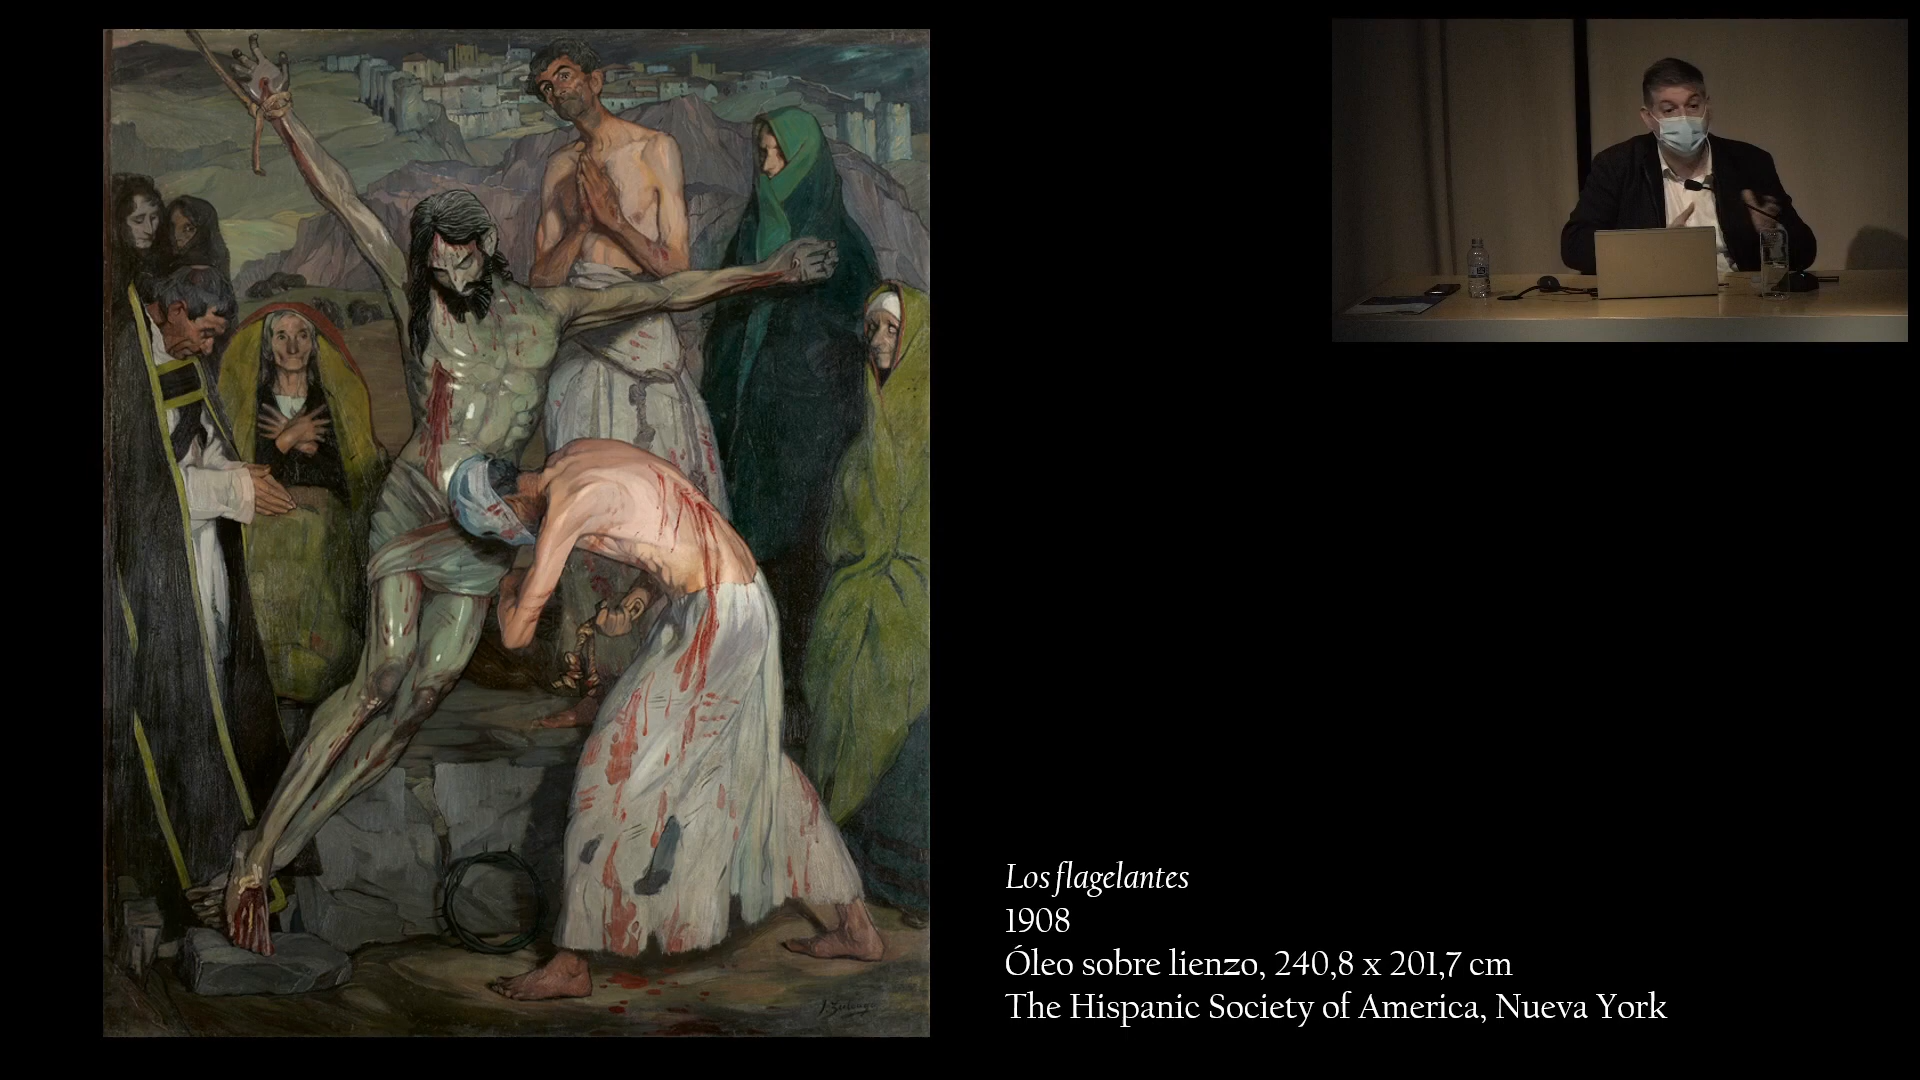 Los flagelantes
1908
Óleo sobre lienzo, 240,8 x 201,7 cm
The Hispanic Society of America, Nueva York